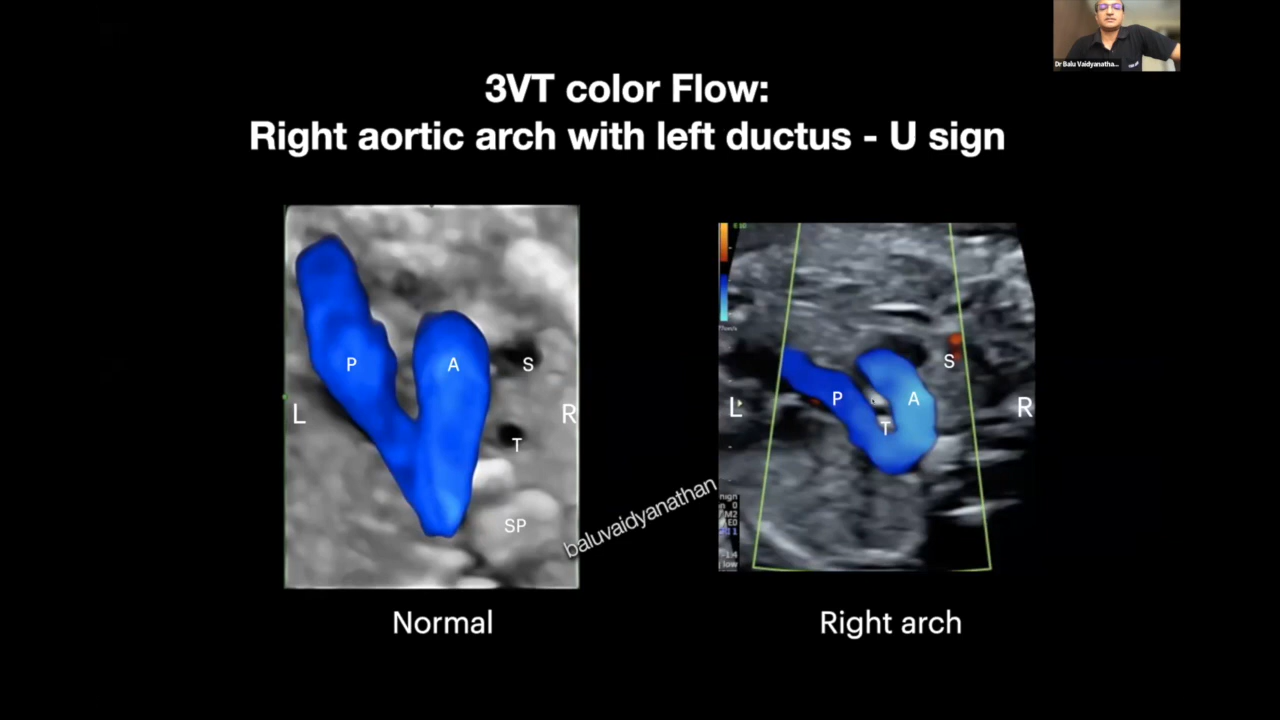 Dr Balu Vaidyanatha...
3VT color Flow:
Right aortic arch with left ductus - U sign
P
A
S
L
R
T
SP
P
A
S
L
R
T
baluvaidyanathan
Normal
Right arch